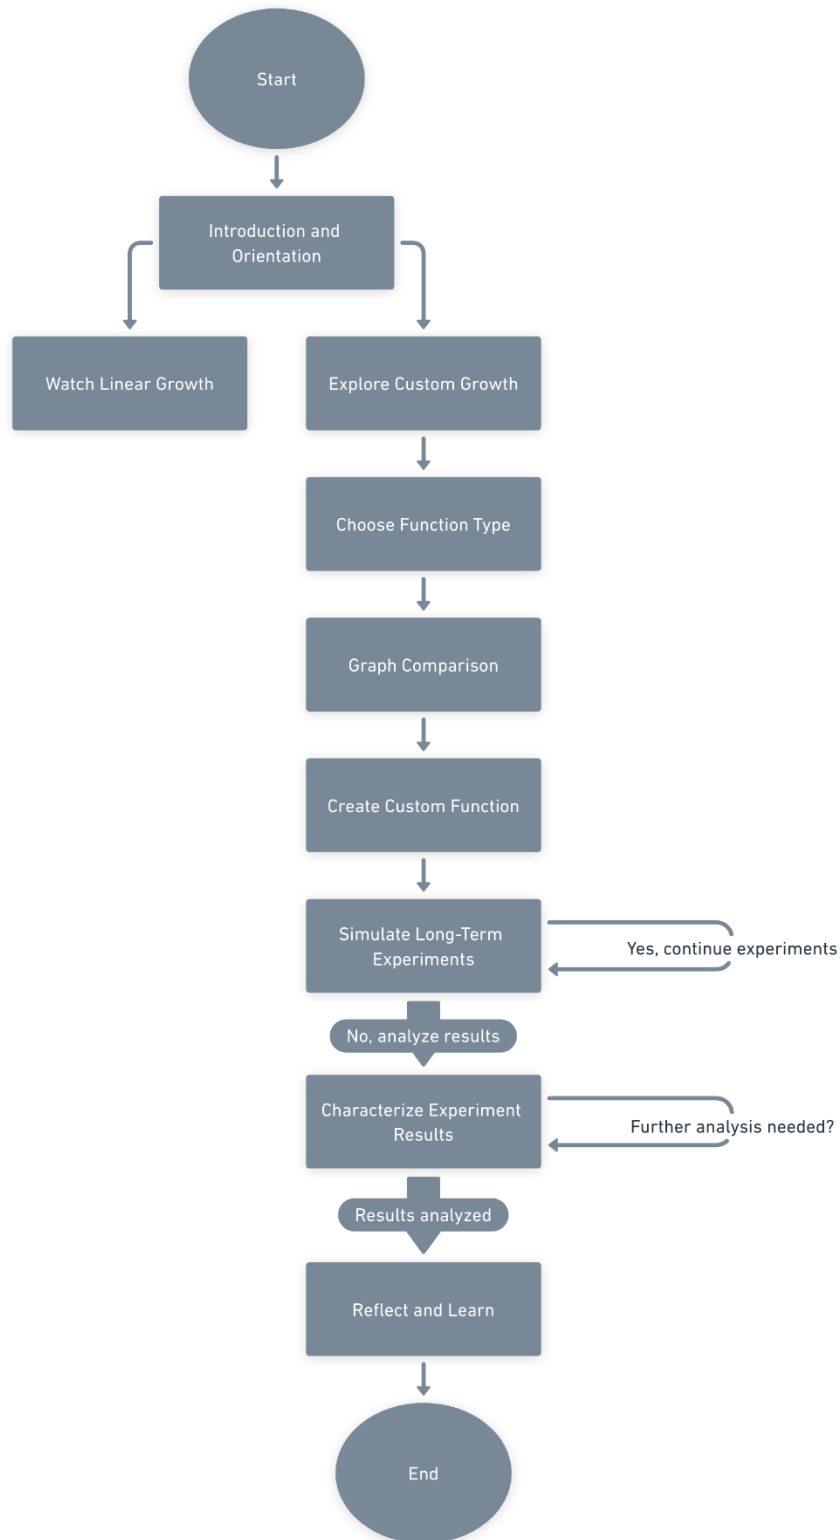 Start
Introduction and
Orientation
Watch Linear Growth
Explore Custom Growth
Choose Function Type
Graph Comparison
Create Custom Function
Simulate Long-Term
Experiments
Yes, continue experiments
No, analyze results
Characterize Experiment
Results
Further analysis needed?
Results analyzed
Reflect and Learn
End